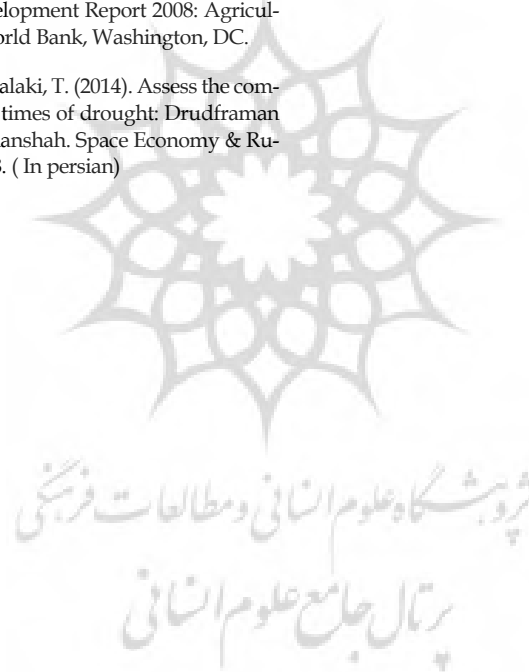 elopment Report 2008: Agricul-
orld Bank, Washington, DC.
alaki, T. (2014). Assess the com-
times of drought: Drudframan
anshah. Space Economy & Ru-
. ( In persian)
پژوهشگاه علوم انسانی و مطالعات فرهنگی
پرتال جامع علوم انسانی